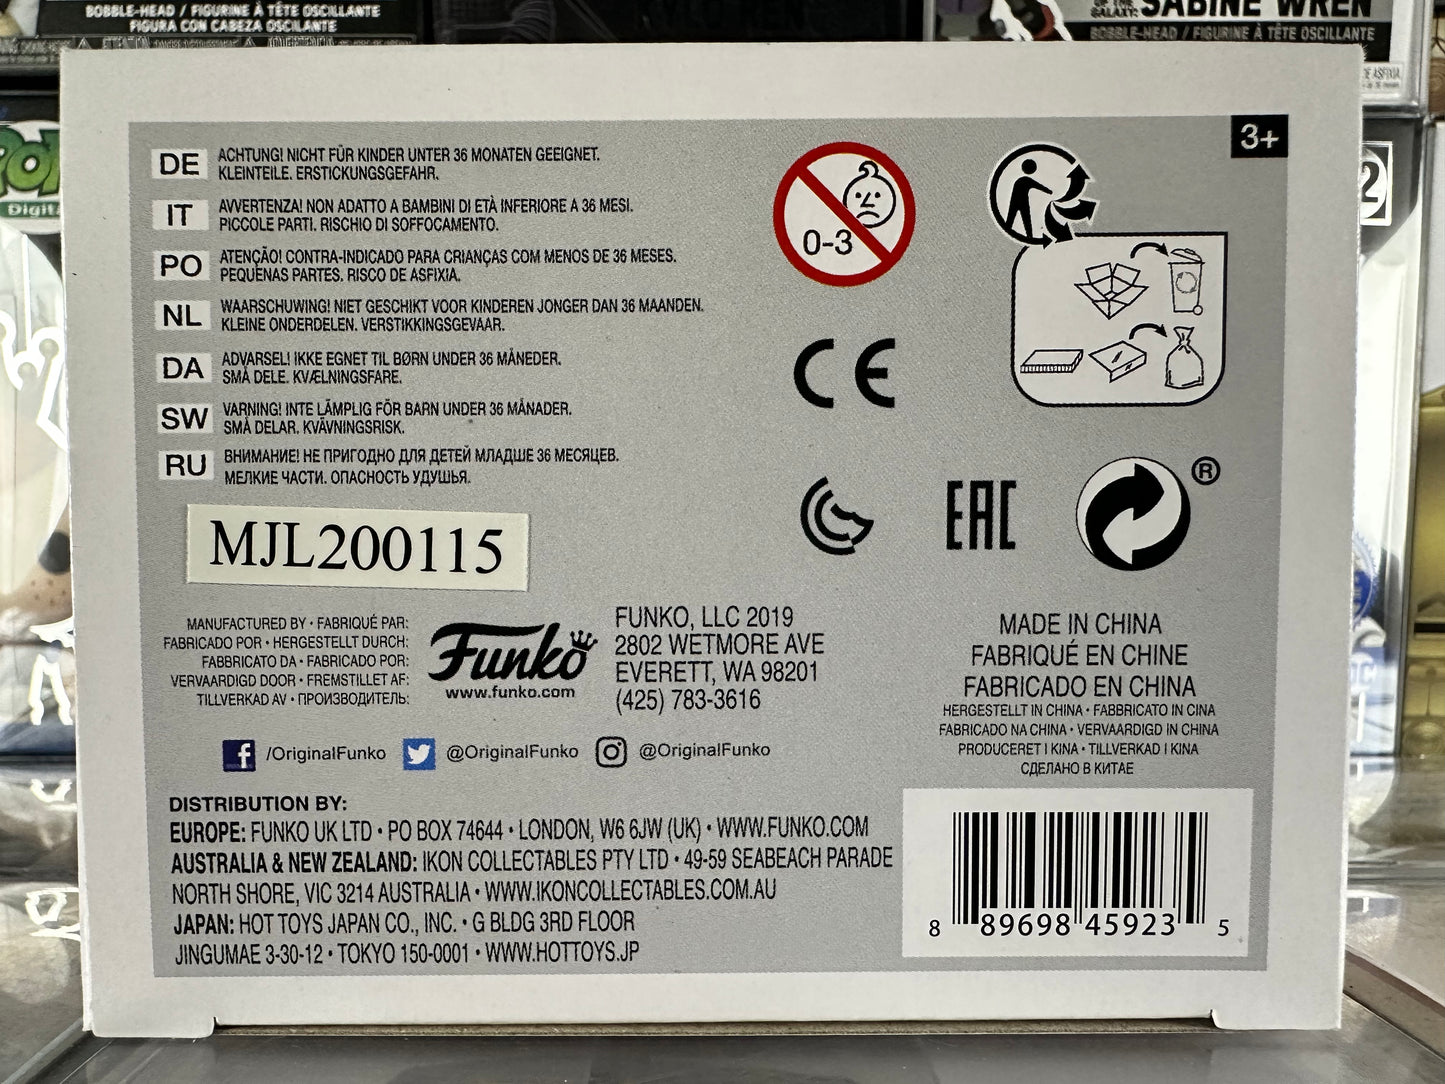 BOBBLE-HEAD / FIGURINE À TÊTE OSCILLANTE
FIGURA CON CABEZA OSCILANTE
SABINE WREN
BOBBLE-HEAD / FIGURINE À TÊTE OSCILLANTE
Digit
2
3+
DE ACHTUNG! NICHT FÜR KINDER UNTER 36 MONATEN GEEIGNET.
KLEINTEILE. ERSTICKUNGSGEFAHR.
IT AVVERTENZA! NON ADATTO A BAMBINI DI ETÀ INFERIORE A 36 MESI.
PICCOLE PARTI. RISCHIO DI SOFFOCAMENTO.
PO ATENÇÃO! CONTRA-INDICADO PARA CRIANÇAS COM MENOS DE 36 MESES.
PEQUENAS PARTES. RISCO DE ASFIXIA.
NL WAARSCHUWING! NIET GESCHIKT VOOR KINDEREN JONGER DAN 36 MAANDEN.
KLEINE ONDERDELEN. VERSTIKKINGSGEVAAR.
DA ADVARSEL! IKKE EGNET TIL BØRN UNDER 36 MÅNEDER.
SMÅ DELE. KVÆLNINGSFARE.
SW VARNING! INTE LÄMPLIG FÖR BARN UNDER 36 MÅNADER.
SMÅ DELAR. KVÄVNINGSRISK.
RU ВНИМАНИЕ! НЕ ПРИГОДНО ДЛЯ ДЕТЕЙ МЛАДШЕ 36 МЕСЯЦЕВ.
МЕЛКИЕ ЧАСТИ. ОПАСНОСТЬ УДУШЬЯ.
0-3
CE
EAC
®
MJL200115
MANUFACTURED BY • FABRIQUÉ PAR:
FABRICADO POR • HERGESTELLT DURCH:
FABBRICATO DA • FABRICADO POR:
VERVAARDIGD DOOR • FREMSTILLET AF:
TILLVERKAD AV • ПРОИЗВОДИТЕЛЬ:
Funko
www.funko.com
FUNKO, LLC 2019
2802 WETMORE AVE
EVERETT, WA 98201
(425) 783-3616
MADE IN CHINA
FABRIQUÉ EN CHINE
FABRICADO EN CHINA
HERGESTELLT IN CHINA • FABBRICATO IN CINA
FABRICADO NA CHINA • VERVAARDIGD IN CHINA
PRODUCERET I KINA • TILLVERKAD I KINA
СДЕЛАНО В КИТАЕ
/OriginalFunko @OriginalFunko @OriginalFunko
DISTRIBUTION BY:
EUROPE: FUNKO UK LTD • PO BOX 74644 • LONDON, W6 6JW (UK) • WWW.FUNKO.COM
AUSTRALIA & NEW ZEALAND: IKON COLLECTABLES PTY LTD • 49-59 SEABEACH PARADE
NORTH SHORE, VIC 3214 AUSTRALIA • WWW.IKONCOLLECTABLES.COM.AU
JAPAN: HOT TOYS JAPAN CO., INC. • G BLDG 3RD FLOOR
JINGUMAE 3-30-12 • TOKYO 150-0001 • WWW.HOTTOYS.JP
8 89698 45923 5